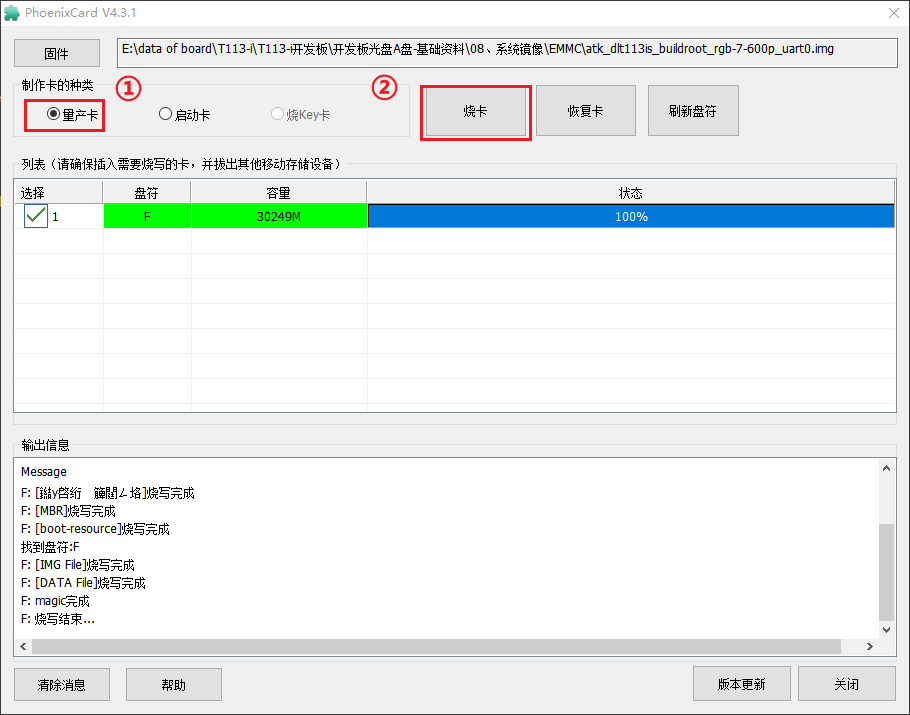 PhoenixCard V4.3.1
固件
E:\data of board\T113-i\T113-i开发板\开发板光盘A盘-基础资料\08、系统镜像\EMMC\atk_dlt113is_buildroot_rgb-7-600p_uart0.img
制作卡的种类
①
②
量产卡
启动卡
烧Key卡
烧卡
恢复卡
刷新盘符
列表（请确保插入需要烧写的卡，并拔出其他移动存储设备）
选择 盘符 容量 状态
1 F 30249M 100%
输出信息
Message
F: 烧写完成
F: [MBR]烧写完成
F: [boot-resource]烧写完成
找到盘符:F
F: [IMG File]烧写完成
F: [DATA File]烧写完成
F: magic完成
F: 烧写结束...
清除消息
帮助
版本更新
关闭